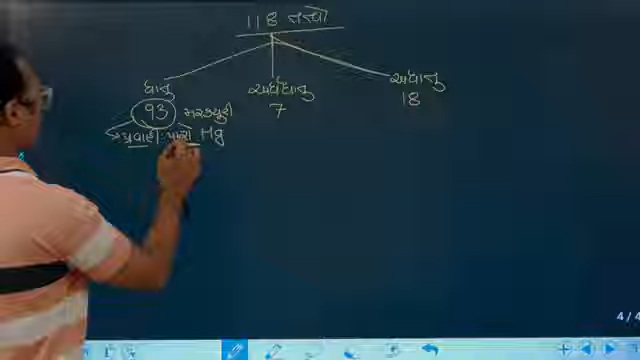 118 તત્વો
ધાતુ અર્ધધાતુ અધાતુ
93 મરક્યુરી 7 18
પ્રવાહી પારો Hg
4/4